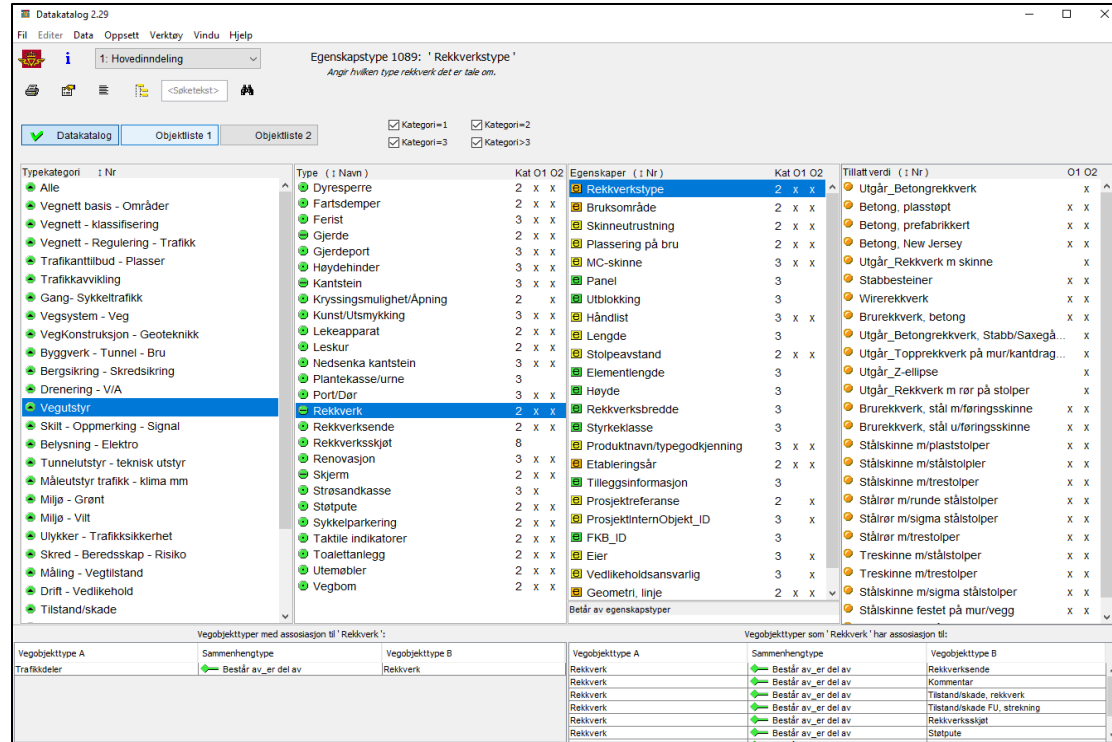 Datakatalog 2.29
Fil Editer Data Oppsett Verktøy Vindu Hjelp
1: Hovedinndeling
Egenskapstype 1089: ' Rekkverkstype '
Angir hvilken type rekkverk det er tale om.
<Søketekst>
Datakatalog Objektliste 1 Objektliste 2
Kategori=1 Kategori=2
Kategori=3 Kategori>3
Typekategori ↕ Nr
Alle
Vegnett basis - Områder
Vegnett - klassifisering
Vegnett - Regulering - Trafikk
Trafikanttilbud - Plasser
Trafikkavvikling
Gang- Sykkeltrafikk
Vegsystem - Veg
VegKonstruksjon - Geoteknikk
Byggverk - Tunnel - Bru
Bergsikring - Skredsikring
Drenering - V/A
Vegutstyr
Skilt - Oppmerking - Signal
Belysning - Elektro
Tunnelutstyr - teknisk utstyr
Måleutstyr trafikk - klima mm
Miljø - Grønt
Miljø - Vilt
Ulykker - Trafikksikkerhet
Skred - Beredsskap - Risiko
Måling - Vegtilstand
Drift - Vedlikehold
Tilstand/skade
Type (↕ Navn) Kat O1 O2
Dyresperre 2 x x
Fartsdemper 2 x x
Ferist 3 x x
Gjerde 2 x x
Gjerdeport 3 x x
Høydehinder 3 x x
Kantstein 3 x x
Kryssingsmulighet/Åpning 2 x
Kunst/Utsmykking 3 x x
Lekeapparat 2 x x
Leskur 2 x x
Nedsenka kantstein 3 x x
Plantekasse/urne 3
Port/Dør 3 x x
Rekkverk 2 x x
Rekkverksende 2 x x
Rekkverksskjøt 8
Renovasjon 3 x x
Skjerm 2 x x
Strøsandkasse 3 x
Støtpute 2 x x
Sykkelparkering 2 x x
Taktile indikatorer 2 x x
Toalettanlegg 2 x x
Utemøbler 2 x x
Vegbom 2 x x
Egenskaper (↕ Nr) Kat O1 O2
Rekkverkstype 2 x x
Bruksområde 2 x x
Skinneutrustning 2 x x
Plassering på bru 2 x x
MC-skinne 3 x x
Panel 3
Utblokking 3
Håndlist 3 x x
Lengde 3
Stolpeavstand 2 x x
Elementlengde 3
Høyde 3
Rekkverksbredde 3
Styrkeklasse 3
Produktnavn/typegodkjenning 3 x x
Etableringsår 2 x x
Tilleggsinformasjon 3
Prosjektreferanse 2 x
ProsjektInternObjekt_ID 3 x
FKB_ID 3
Eier 3 x
Vedlikeholdsansvarlig 3 x
Geometri, linje 2 x x
Betår av egenskapstyper
Tillatt verdi (↕ Nr) O1 O2
Utgår_Betongrekkverk x
Betong, plasstøpt x x
Betong, prefabrikkert x x
Betong, New Jersey x x
Utgår_Rekkverk m skinne x
Stabbesteiner x x
Wirerekkverk x x
Brurekkverk, betong x x
Utgår_Betongrekkverk, Stabb/Saxegå... x
Utgår_Topprekkverk på mur/kantdrag... x
Utgår_Z-ellipse x
Utgår_Rekkverk m rør på stolper x
Brurekkverk, stål m/føringsskinne x x
Brurekkverk, stål u/føringsskinne x x
Stålskinne m/plaststolper x x
Stålskinne m/stålstolpler x x
Stålskinne m/trestolper x x
Stålrør m/runde stålstolper x x
Stålrør m/sigma stålstolper x x
Stålrør m/trestolper x x
Treskinne m/stålstolper x x
Treskinne m/trestolper x x
Stålskinne m/sigma stålstolper x x
Stålskinne festet på mur/vegg x x
Vegobjekttyper med assosiasjon til ' Rekkverk ':
Vegobjekttype A Sammenhengtype Vegobjekttype B
Trafikkdeler Består av_er del av Rekkverk
Vegobjekttyper som ' Rekkverk ' har assosiasjon til:
Vegobjekttype A Sammenhengtype Vegobjekttype B
Rekkverk Består av_er del av Rekkverksende
Rekkverk Består av_er del av Kommentar
Rekkverk Består av_er del av Tilstand/skade, rekkverk
Rekkverk Består av_er del av Tilstand/skade FU, strekning
Rekkverk Består av_er del av Rekkverksskjøt
Rekkverk Består av_er del av Støtpute